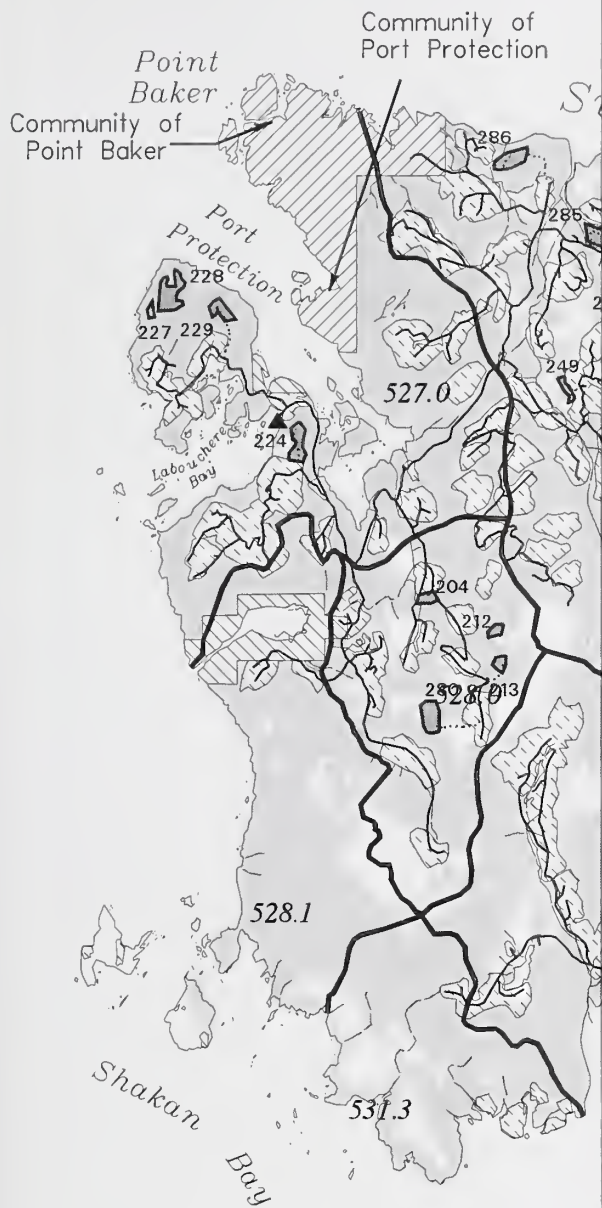 Community of
Port Protection
Point
Baker
Community of
Point Baker
286
285
Port
Protection
228
227
229
249
527.0
224
Labouchere
Bay
204
212
280
528.0
213
528.1
531.3
Shakan
Bay